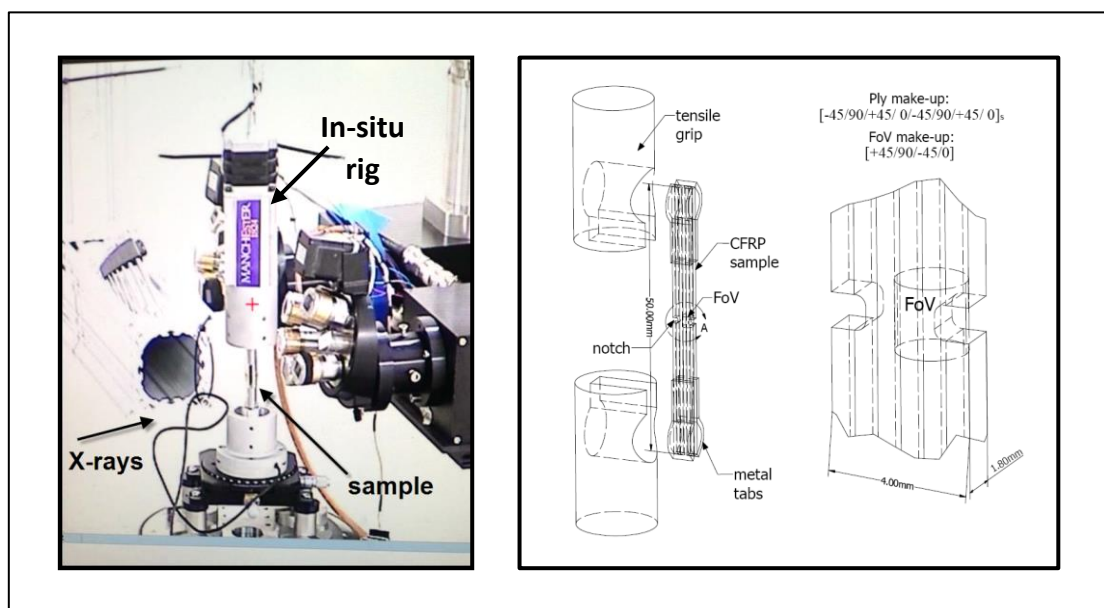 In-situ
rig
MANCHESTER
X-rays
sample
Ply make-up:
[-45/90/+45/ 0/-45/90/+45/ 0]s
FoV make-up:
[+45/90/-45/0]
tensile
grip
CFRP
sample
FoV
50.00mm
A
notch
metal
tabs
FoV
4.00mm
1.80mm